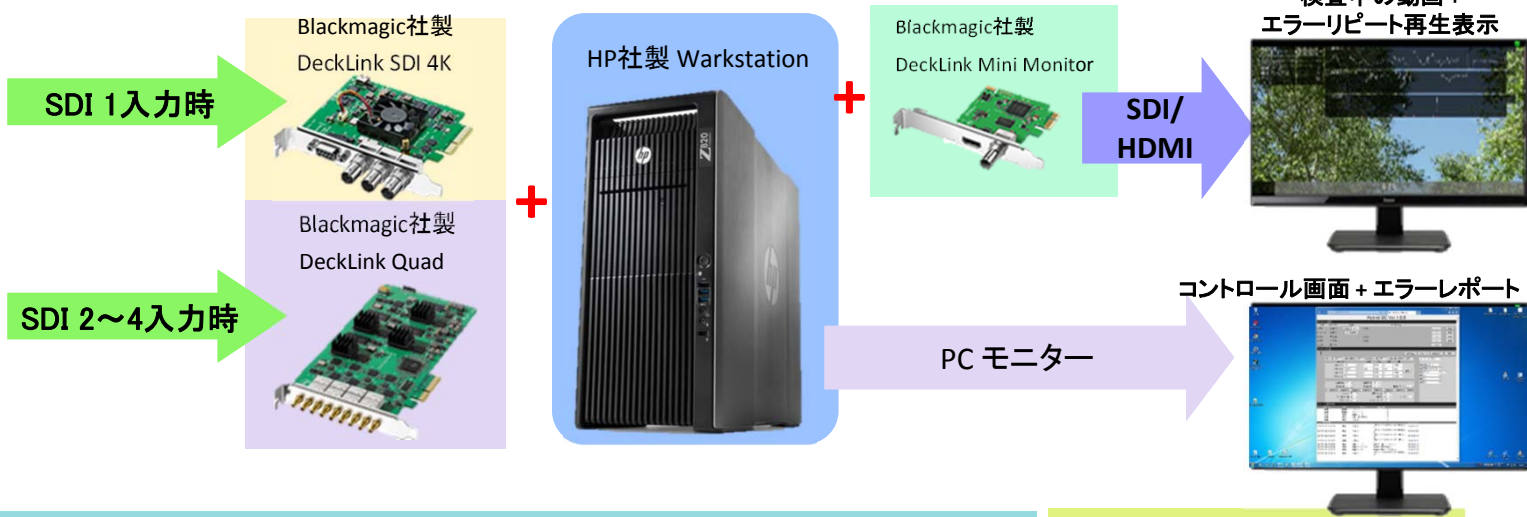 Blackmagic社製
DeckLink SDI 4K
SDI 1入力時
Blackmagic社製
DeckLink Quad
SDI 2～4入力時
+
HP社製 Warkstation
hp
Z820
+
Blackmagic社製
DeckLink Mini Monitor
SDI/
HDMI
エラーリピート再生表示
PC モニター
コントロール画面 + エラーレポート